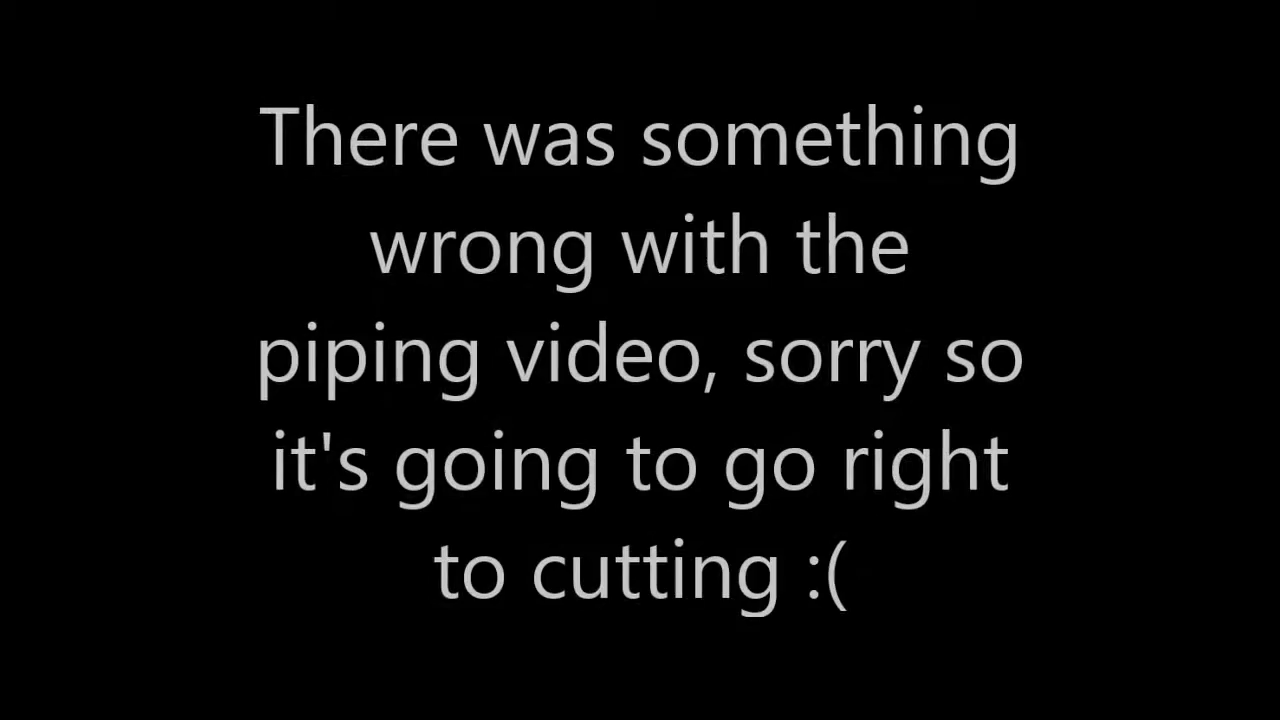 There was something
wrong with the
piping video, sorry so
it's going to go right
to cutting :(